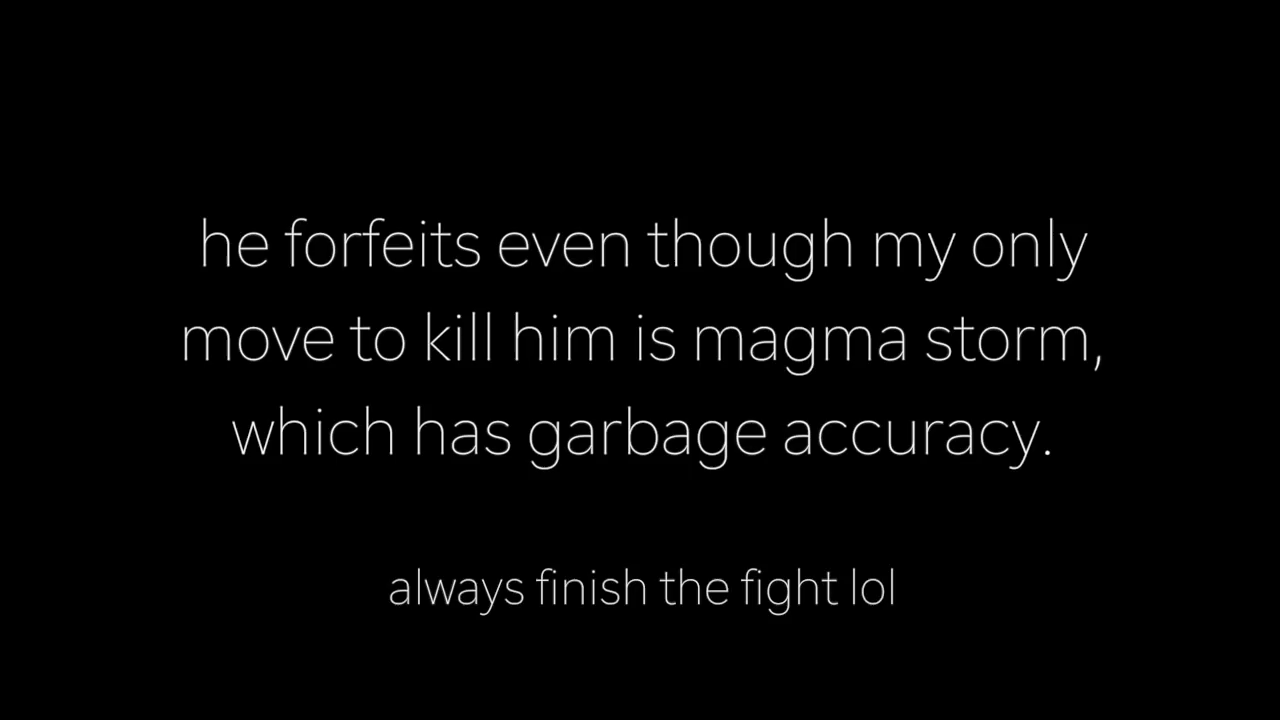 he forfeits even though my only
move to kill him is magma storm,
which has garbage accuracy.
always finish the fight lol